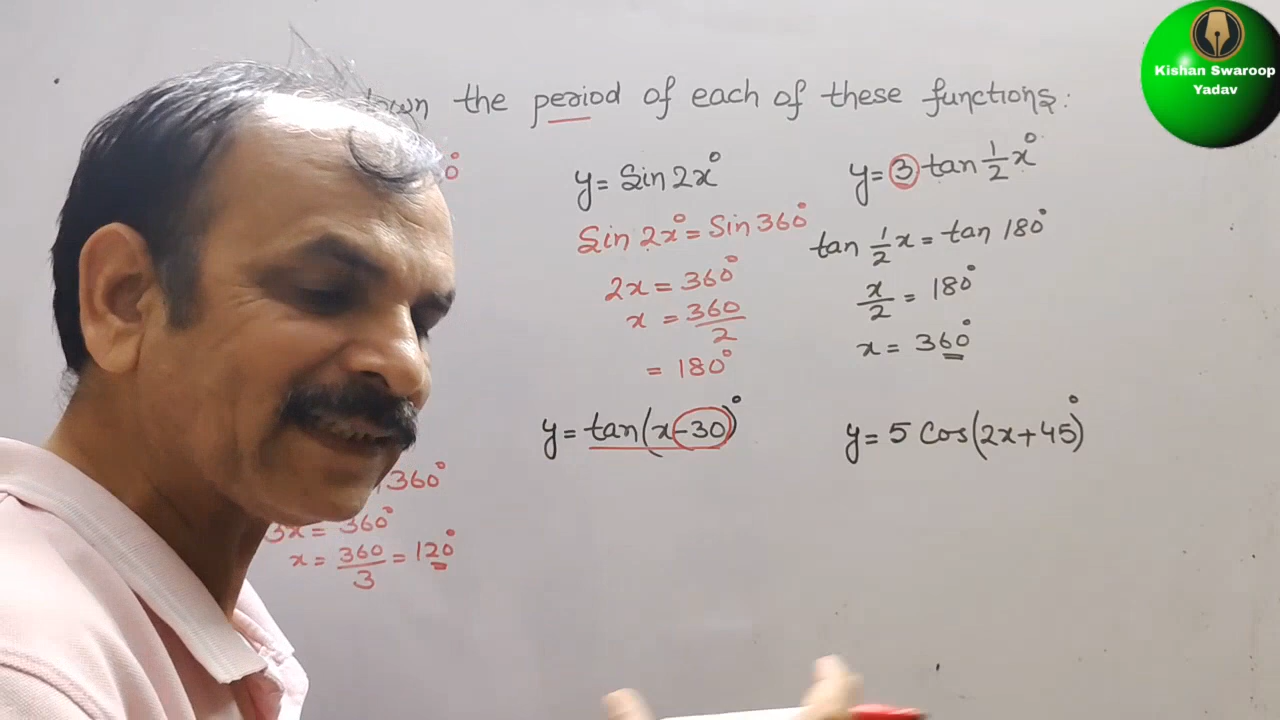 the period of each of these functions:
y = Sin 2x°
Sin 2x° = Sin 360°
2x = 360°
x = 360/2
= 180°
y = 3 tan 1/2 x°
tan 1/2 x = tan 180°
x/2 = 180°
x = 360°
360°
3x = 360°
x = 360/3 = 120°
y = tan(x-30)°
y = 5 Cos(2x+45)°
Kishan Swaroop
Yadav